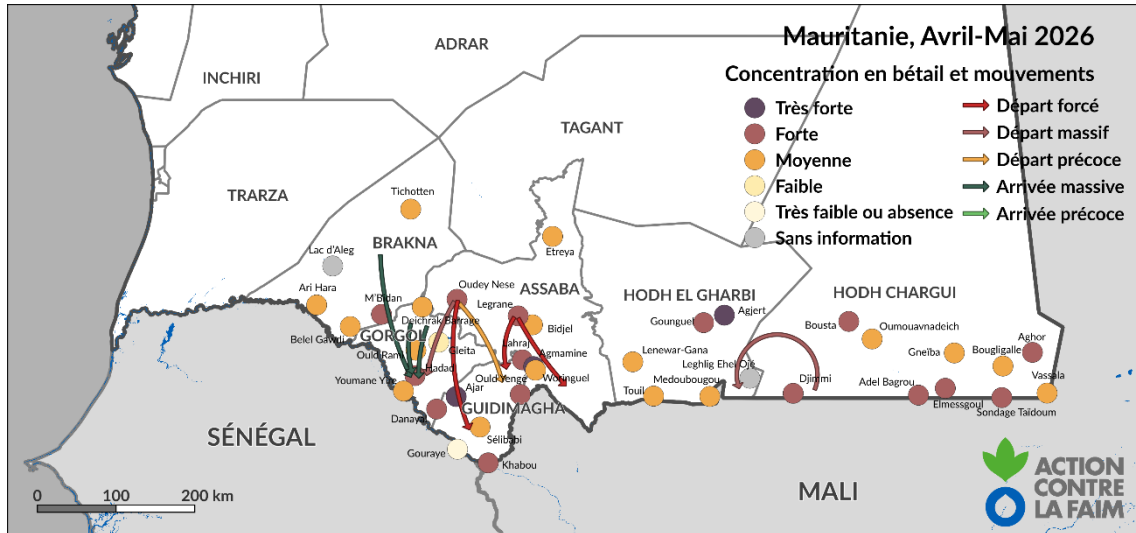 Mauritanie, Avril-Mai 2026
Concentration en bétail et mouvements
Très forte
Forte
Moyenne
Faible
Très faible ou absence
Sans information
Départ forcé
Départ massif
Départ précoce
Arrivée massive
Arrivée précoce
ADRAR
INCHIRI
TAGANT
TRARZA
Tichotten
BRAKNA
Etreya
Lac d'Aleg
Oudey Nese
Ari Hara
M'Bidan
Legrane
ASSABA
HODH EL GHARBI
HODH CHARGUI
Deichrak Barrage
Bidjel
Gounguel
Agjert
Bousta
Oumouavnadeich
Belel Gawdi
GORGOL
Ould Rami
Gleita
Lahraj
Agmamine
Lenewar-Gana
Leghlig Ehel Ojé
Gneïba
Bougligalle
Aghor
Hadad
Youmane Yire
Ould Yengé
Woringuel
Ajar
Touil
Medoubougou
Djimmi
Adel Bagrou
Elmessgoul
Sondage Taïdoum
Vassala
Danaya
GUIDIMAGHA
Sélibabi
Gouraye
Khabou
SÉNÉGAL
MALI
0 100 200 km
ACTION
CONTRE
LA FAIM